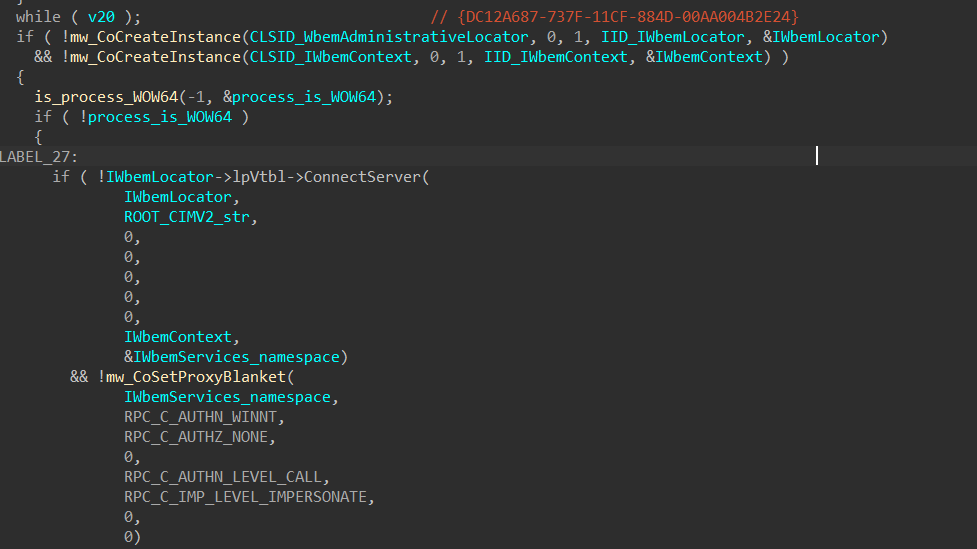 while ( v20 ); // {DC12A687-737F-11CF-884D-00AA004B2E24}
if ( !mw_CoCreateInstance(CLSID_WbemAdministrativeLocator, 0, 1, IID_IWbemLocator, &IWbemLocator)
&& !mw_CoCreateInstance(CLSID_IWbemContext, 0, 1, IID_IWbemContext, &IWbemContext) )
{
is_process_WOW64(-1, &process_is_WOW64);
if ( !process_is_WOW64 )
{
LABEL_27:
if ( !IWbemLocator->lpVtbl->ConnectServer(
IWbemLocator,
ROOT_CIMV2_str,
0,
0,
0,
0,
0,
IWbemContext,
&IWbemServices_namespace)
&& !mw_CoSetProxyBlanket(
IWbemServices_namespace,
RPC_C_AUTHN_WINNT,
RPC_C_AUTHZ_NONE,
0,
RPC_C_AUTHN_LEVEL_CALL,
RPC_C_IMP_LEVEL_IMPERSONATE,
0,
0)